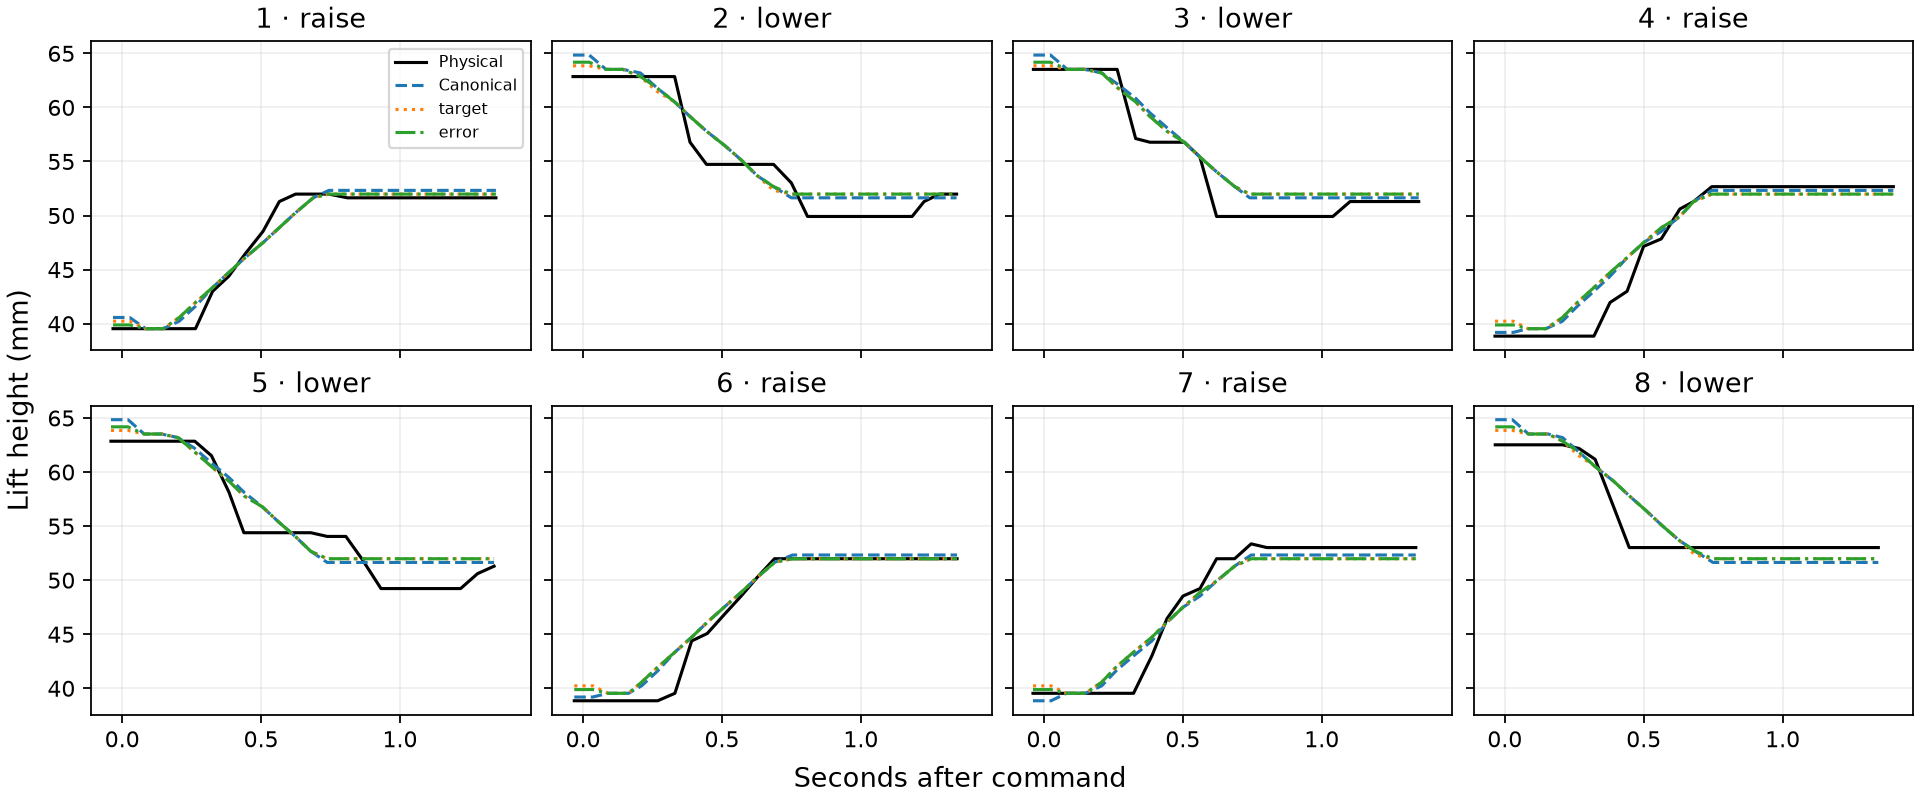 1 · raise
2 · lower
3 · lower
4 · raise
Physical
Canonical
target
error
65
60
55
50
45
40
5 · lower
6 · raise
7 · raise
8 · lower
65
60
55
50
45
40
0.0 0.5 1.0
0.0 0.5 1.0
0.0 0.5 1.0
0.0 0.5 1.0
Lift height (mm)
Seconds after command